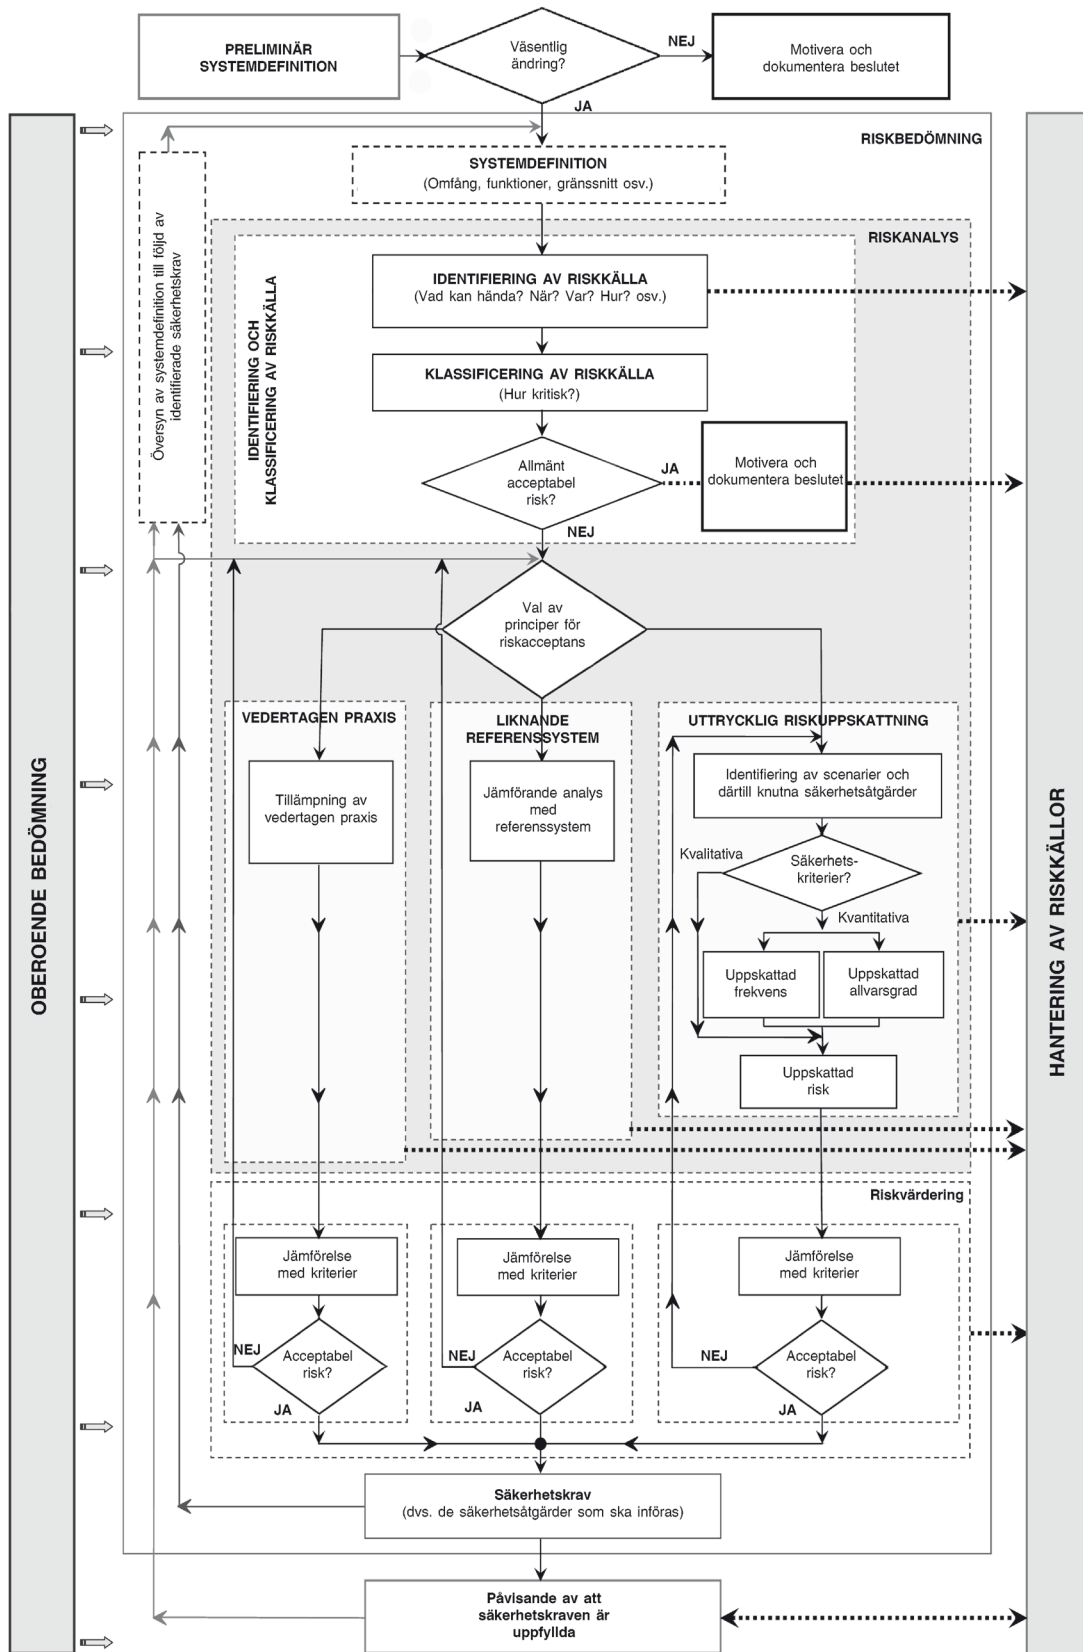 PRELIMINÄR
SYSTEMDEFINITION
Väsentlig
ändring?
NEJ
Motivera och
dokumentera beslutet
JA
RISKBEDÖMNING
SYSTEMDEFINITION
(Omfång, funktioner, gränssnitt osv.)
Översyn av systemdefinition till följd av
identifierade säkerhetskrav
RISKANALYS
IDENTIFIERING OCH
KLASSIFICERING AV RISKKÄLLA
IDENTIFIERING AV RISKKÄLLA
(Vad kan hända? När? Var? Hur? osv.)
KLASSIFICERING AV RISKKÄLLA
(Hur kritisk?)
Allmänt
acceptabel
risk?
JA
Motivera och
dokumentera beslutet
NEJ
Val av
principer för
riskacceptans
VEDERTAGEN PRAXIS
LIKNANDE
REFERENSSYSTEM
UTTRYCKLIG RISKUPPSKATTNING
Tillämpning av
vedertagen praxis
Jämförande analys
med
referenssystem
Identifiering av scenarier och
därtill knutna säkerhetsåtgärder
Kvalitativa
Säkerhets-
kriterier?
Kvantitativa
Uppskattad
frekvens
Uppskattad
allvarsgrad
Uppskattad
risk
OBEROENDE BEDÖMNING
HANTERING AV RISKKÄLLOR
Riskvärdering
Jämförelse
med kriterier
Jämförelse
med kriterier
Jämförelse
med kriterier
NEJ
Acceptabel
risk?
JA
NEJ
Acceptabel
risk?
JA
NEJ
Acceptabel
risk?
JA
Säkerhetskrav
(dvs. de säkerhetsåtgärder som ska införas)
Påvisande av att
säkerhetskraven är
uppfyllda